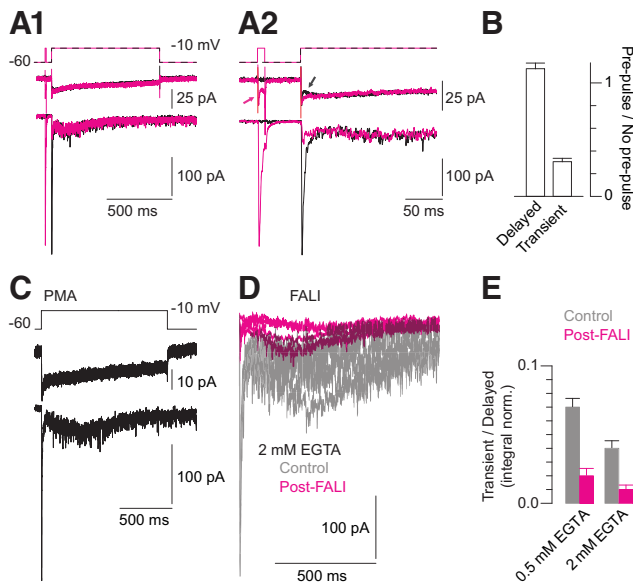 A1
A2
B
-10 mV
-60
25 pA
25 pA
100 pA
100 pA
500 ms
50 ms
1
0
Pre-pulse / No pre-pulse
Delayed
Transient
C
PMA
-10 mV
-60
10 pA
100 pA
500 ms
D
FALI
2 mM EGTA
Control
Post-FALI
100 pA
500 ms
E
Control
Post-FALI
0.1
0.0
Transient / Delayed
(integral norm.)
0.5 mM EGTA
2 mM EGTA